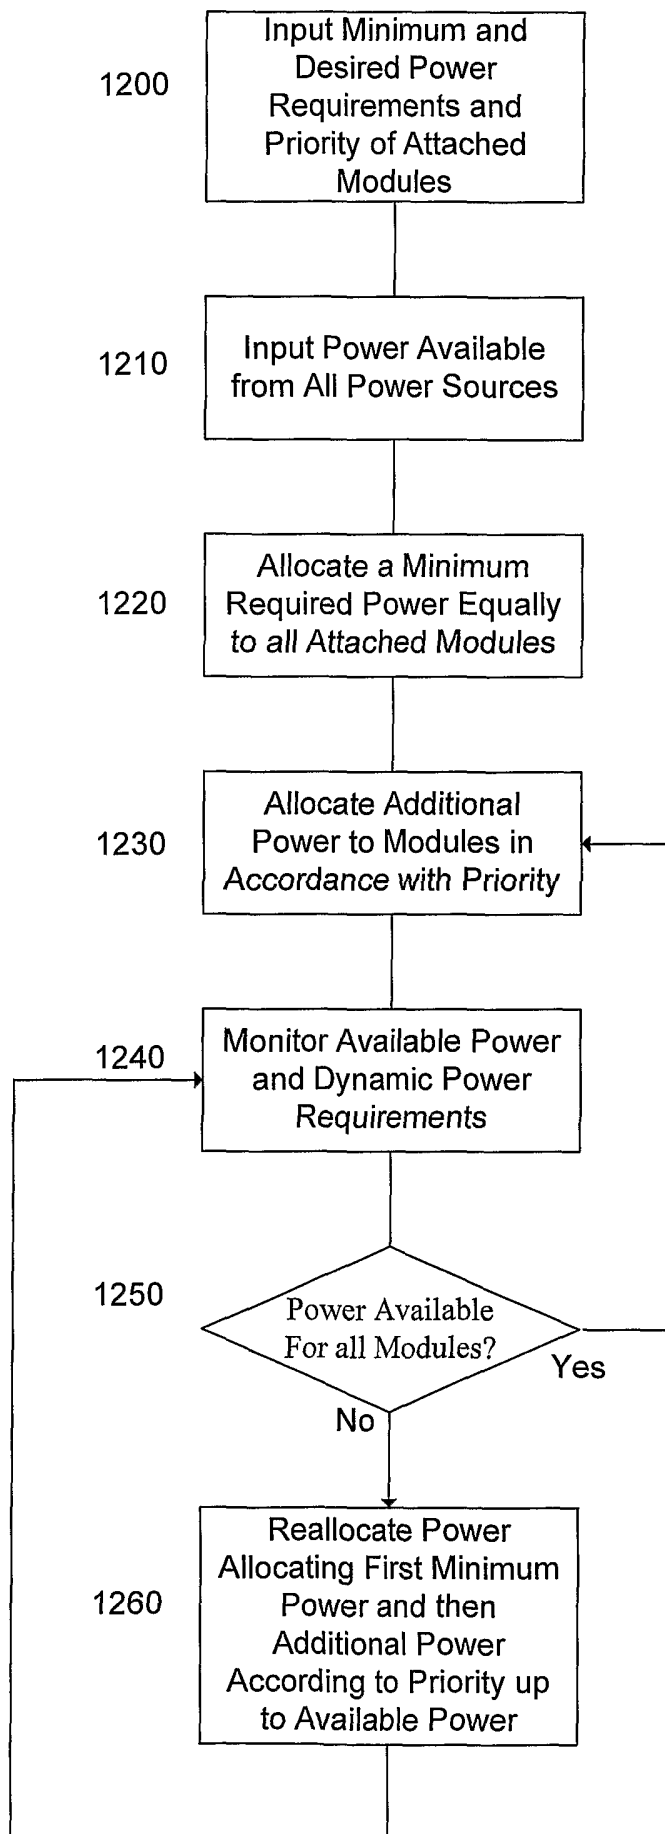 1200
Input Minimum and
Desired Power
Requirements and
Priority of Attached
Modules
1210
Input Power Available
from All Power Sources
1220
Allocate a Minimum
Required Power Equally
to all Attached Modules
1230
Allocate Additional
Power to Modules in
Accordance with Priority
1240
Monitor Available Power
and Dynamic Power
Requirements
1250
Power Available
For all Modules?
Yes
No
1260
Reallocate Power
Allocating First Minimum
Power and then
Additional Power
According to Priority up
to Available Power